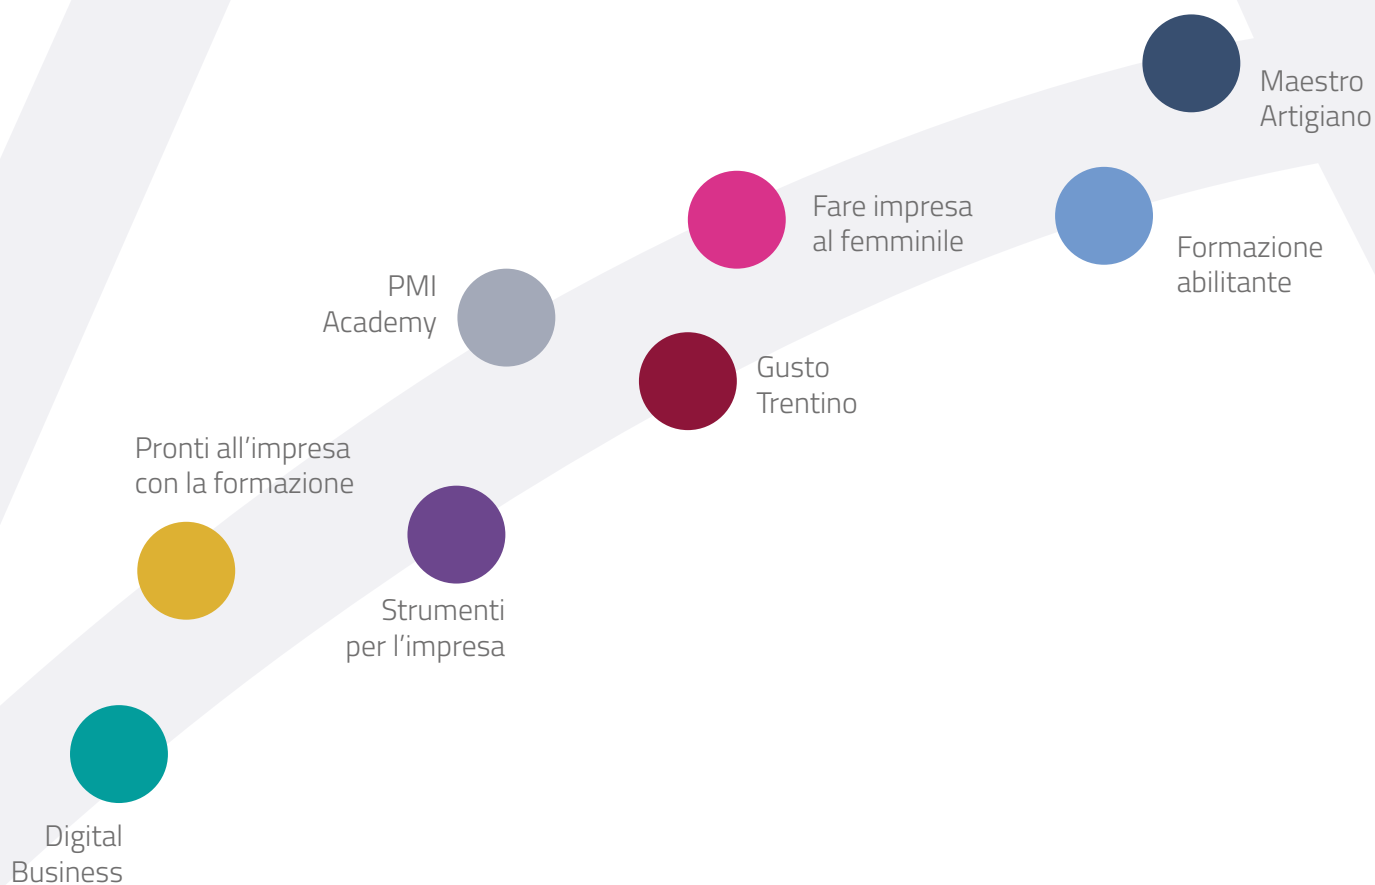 Maestro
Artigiano
Fare impresa
al femminile
Formazione
abilitante
PMI
Academy
Gusto
Trentino
Pronti all’impresa
con la formazione
Strumenti
per l’impresa
Digital
Business